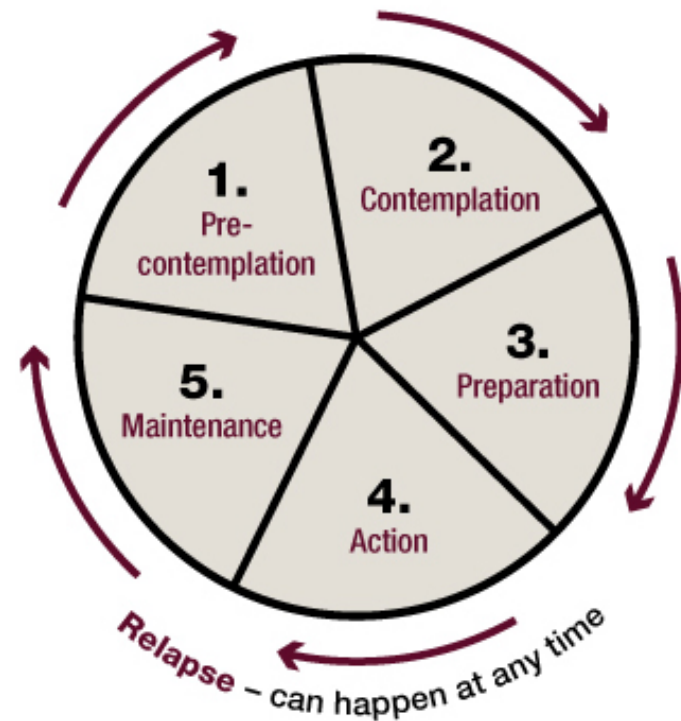 1.
Pre-
contemplation
2.
Contemplation
3.
Preparation
4.
Action
5.
Maintenance
Relapse – can happen at any time